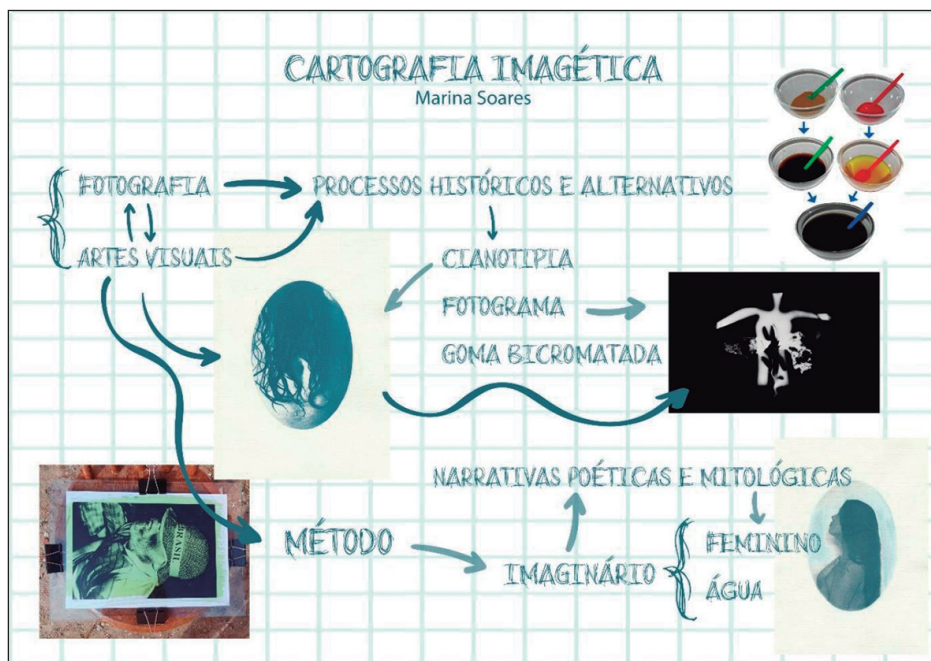 CARTOGRAFIA IMAGÉTICA
Marina Soares
FOTOGRAFIA
PROCESSOS HISTÓRICOS E ALTERNATIVOS
ARTES VISUAIS
CIANOTIPIA
FOTOGRAMA
GOMA BICROMATADA
NARRATIVAS POÉTICAS E MITOLÓGICAS
BRASIL
MÉTODO
IMAGINÁRIO
FEMININO
ÁGUA